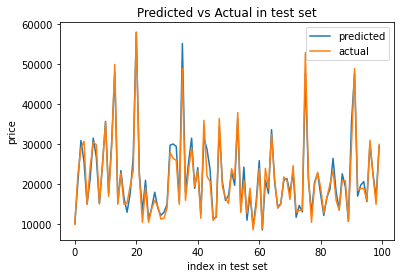 Predicted vs Actual in test set
predicted
actual
60000
50000
40000
30000
20000
10000
price
0
20
40
60
80
100
index in test set